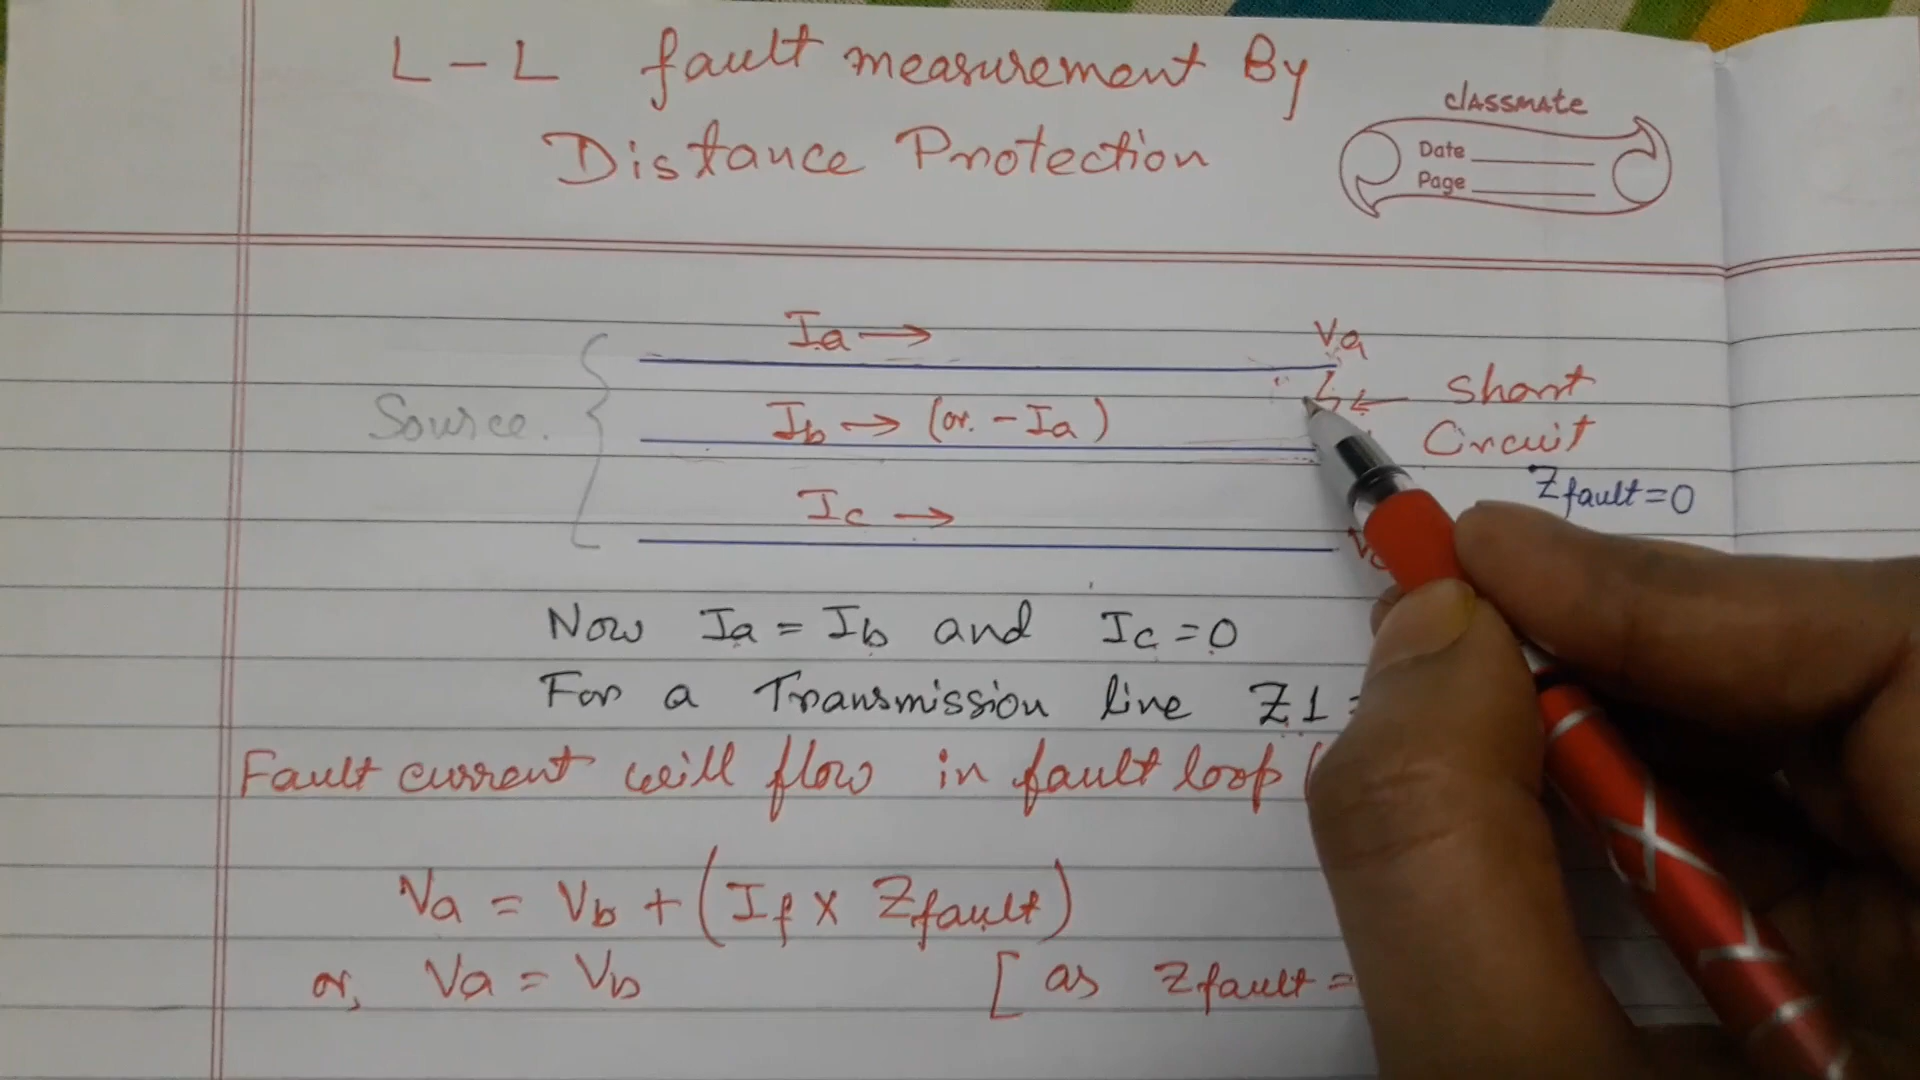 L-L fault measurement By
Distance Protection
classmate
Date
Page
Ia →
Va
Source.
Ib → (or. -Ia)
← Short
Circuit
Zfault=0
Ic →
Now Ia = Ib and Ic = 0
For a Transmission line Z1 =
Fault current will flow in fault loop (
Va = Vb + (If x Zfault)
or, Va = Vb [ as Zfault =